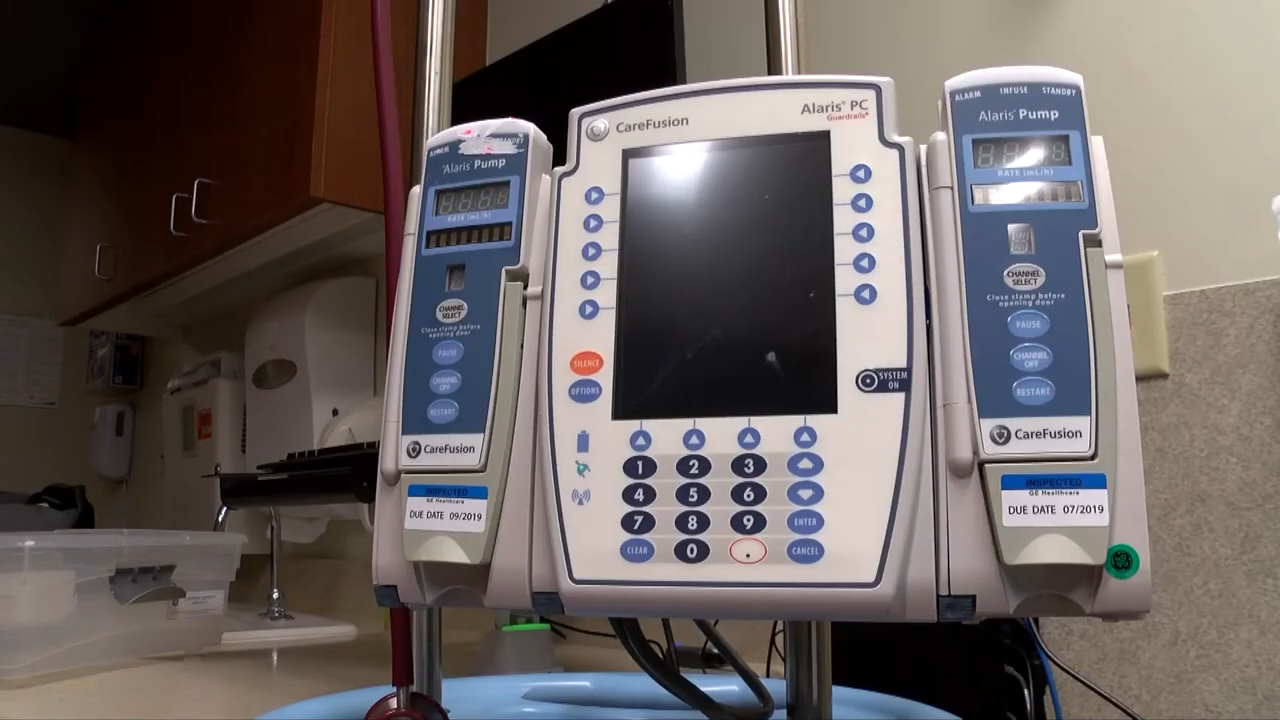 STANDBY
Alaris® Pump
RATE (mL/h)
CHANNEL
SELECT
Close clamp before
opening door
PAUSE
CHANNEL
OFF
RESTART
CareFusion
INSPECTED
GE Healthcare
DUE DATE 09/2019
CareFusion
Alaris® PC
Guardrails®
SILENCE
OPTIONS
SYSTEM
ON
1 2 3
4 5 6
7 8 9 ENTER
CLEAR 0 . CANCEL
ALARM INFUSE STANDBY
Alaris® Pump
RATE (mL/h)
CHANNEL
SELECT
Close clamp before
opening door
PAUSE
CHANNEL
OFF
RESTART
CareFusion
INSPECTED
GE Healthcare
DUE DATE 07/2019